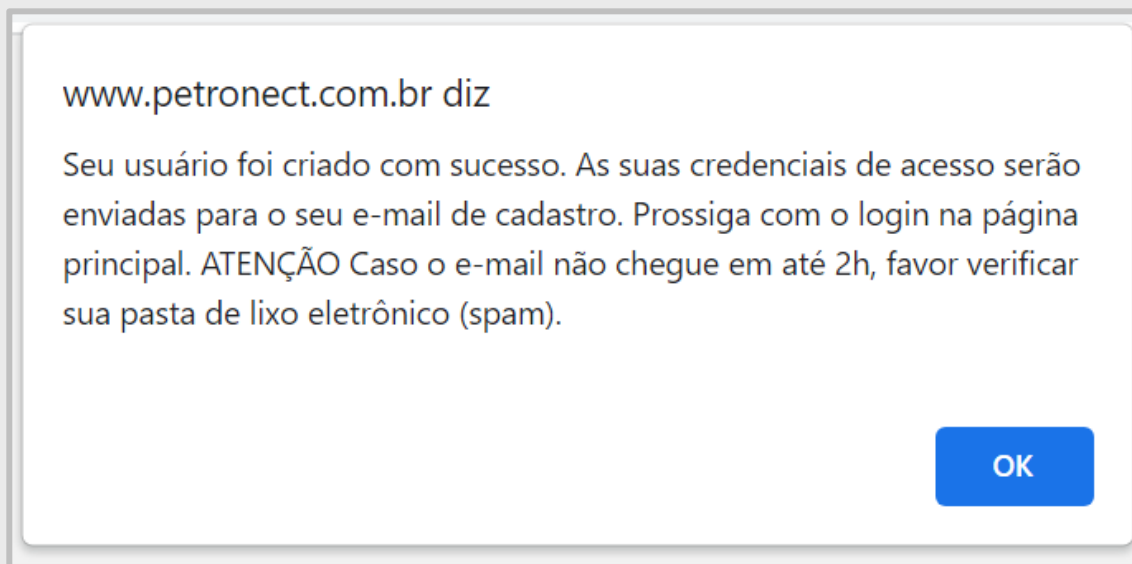 www.petronect.com.br diz
Seu usuário foi criado com sucesso. As suas credenciais de acesso serão
enviadas para o seu e-mail de cadastro. Prossiga com o login na página
principal. ATENÇÃO Caso o e-mail não chegue em até 2h, favor verificar
sua pasta de lixo eletrônico (spam).
OK